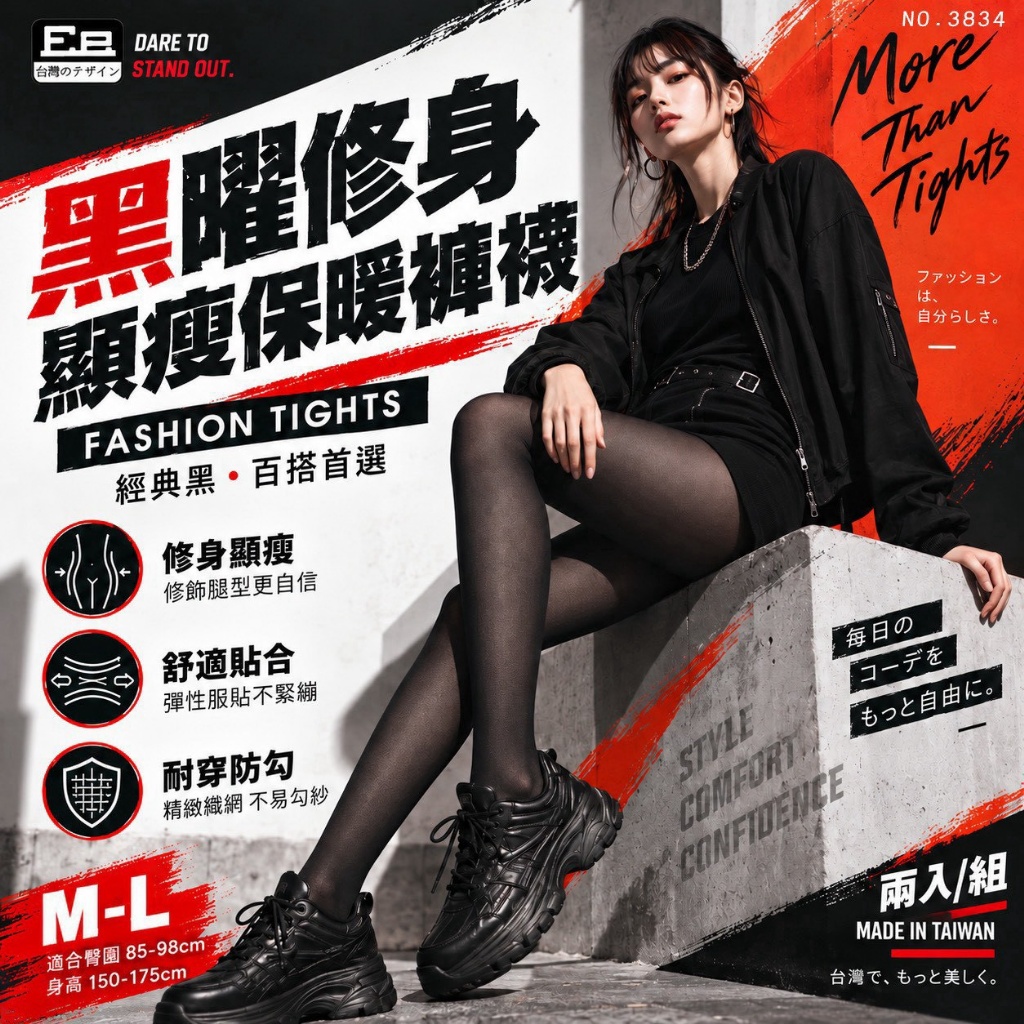 台灣のデザイン
DARE TO
STAND OUT.
NO.3834
More
Than
Tights
黑曜修身
顯瘦保暖褲襪
FASHION TIGHTS
經典黑・百搭首選
ファッション
は、
自分らしさ。
修身顯瘦
修飾腿型更自信
舒適貼合
彈性服貼不緊繃
耐穿防勾
精緻織網 不易勾紗
毎日の
コーデを
もっと自由に。
STYLE
COMFORT
CONFIDENCE
M-L
適合臀圍 85-98cm
身高 150-175cm
兩入/組
MADE IN TAIWAN
台灣で、もっと美しく。